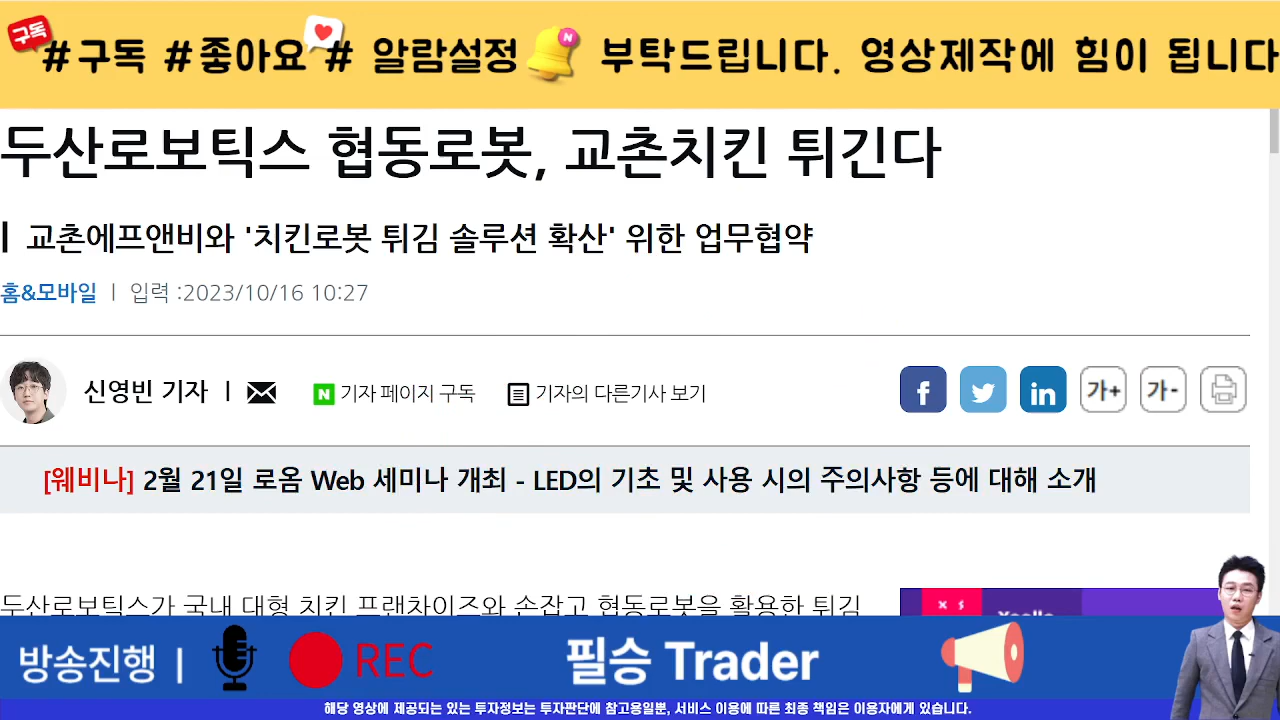 구독 #구독 #좋아요 # 알람설정 N 부탁드립니다. 영상제작에 힘이 됩니다
두산로보틱스 협동로봇, 교촌치킨 튀긴다
교촌에프앤비와 '치킨로봇 튀김 솔루션 확산' 위한 업무협약
홈&모바일 | 입력 :2023/10/16 10:27
신영빈 기자 | N 기자 페이지 구독 기자의 다른기사 보기 f in 가+ 가-
[웨비나] 2월 21일 로옴 Web 세미나 개최 - LED의 기초 및 사용 시의 주의사항 등에 대해 소개
두산로보틱스가 국내 대형 치킨 프랜차이즈와 손잡고 협동로봇을 활용한 튀김
방송진행 | REC 필승 Trader
해당 영상에 제공되는 있는 투자정보는 투자판단에 참고용일뿐, 서비스 이용에 따른 최종 책임은 이용자에게 있습니다.